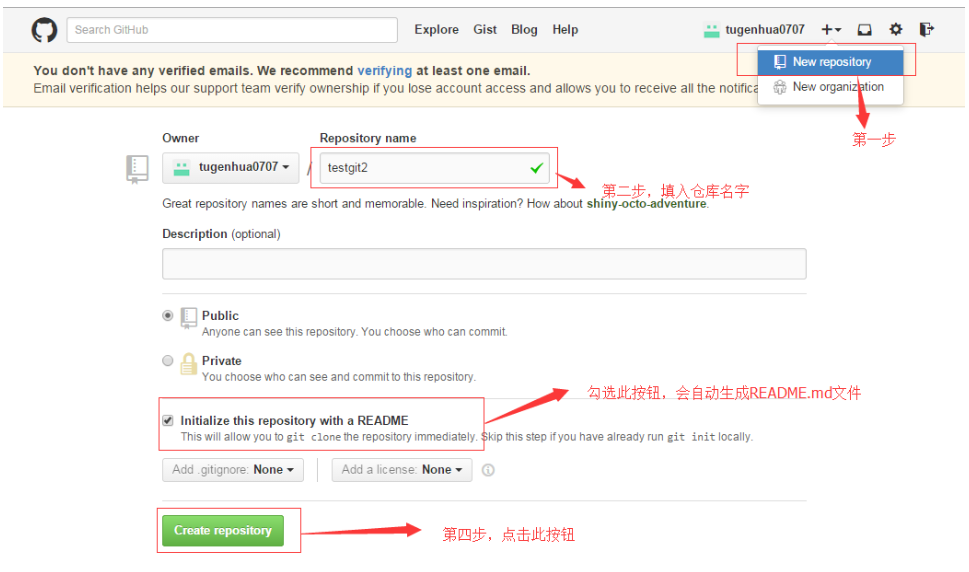 Search GitHub
Explore Gist Blog Help
tugenhua0707
New repository
New organization
第一步
You don't have any verified emails. We recommend verifying at least one email.
Email verification helps our support team verify ownership if you lose account access and allows you to receive all the
Owner
Repository name
tugenhua0707 / testgit2
第二步，填入仓库名字
Great repository names are short and memorable. Need inspiration? How about shiny-octo-adventure.
Description (optional)
Public
Anyone can see this repository. You choose who can commit.
Private
You choose who can see and commit to this repository.
勾选此按钮，会自动生成README.md文件
Initialize this repository with a README
This will allow you to git clone the repository immediately. Skip this step if you have already run git init locally.
Add .gitignore: None
Add a license: None
Create repository
第四步，点击此按钮